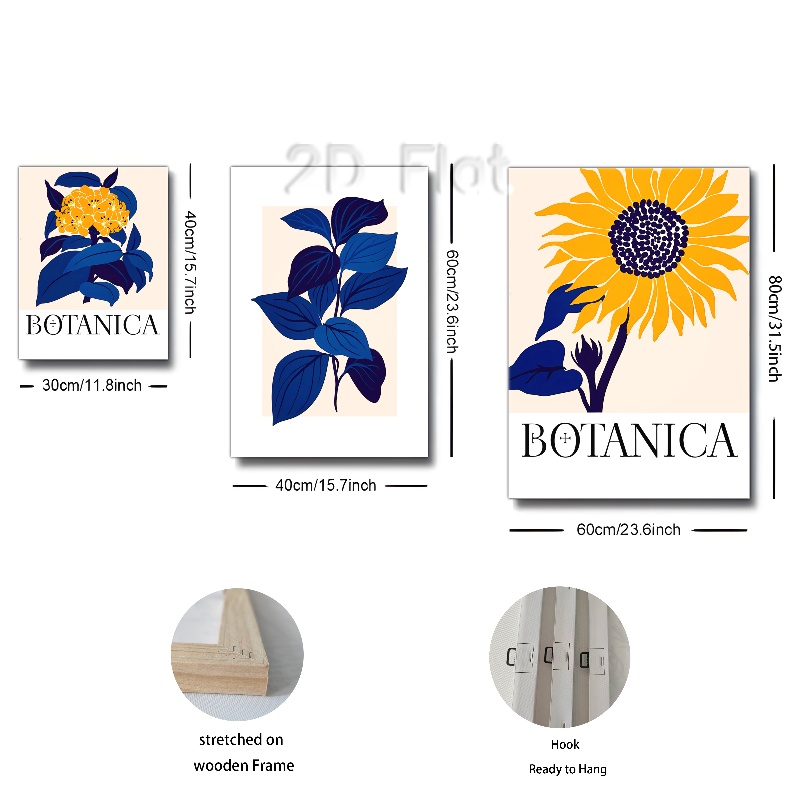 2D Flat
BOTANICA
40cm/15.7inch
30cm/11.8inch
60cm/23.6inch
40cm/15.7inch
BOTANICA
80cm/31.5inch
60cm/23.6inch
stretched on
wooden Frame
Hook
Ready to Hang